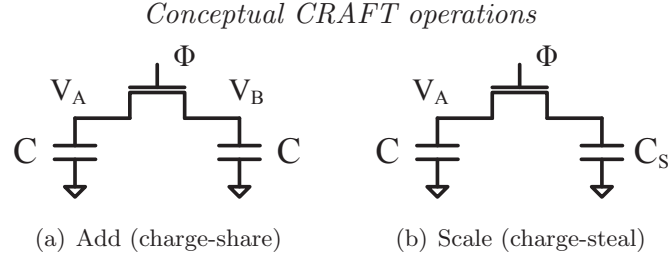 Conceptual CRAFT operations
Φ Φ
V_A V_B V_A
C C C C_S
(a) Add (charge-share) (b) Scale (charge-steal)